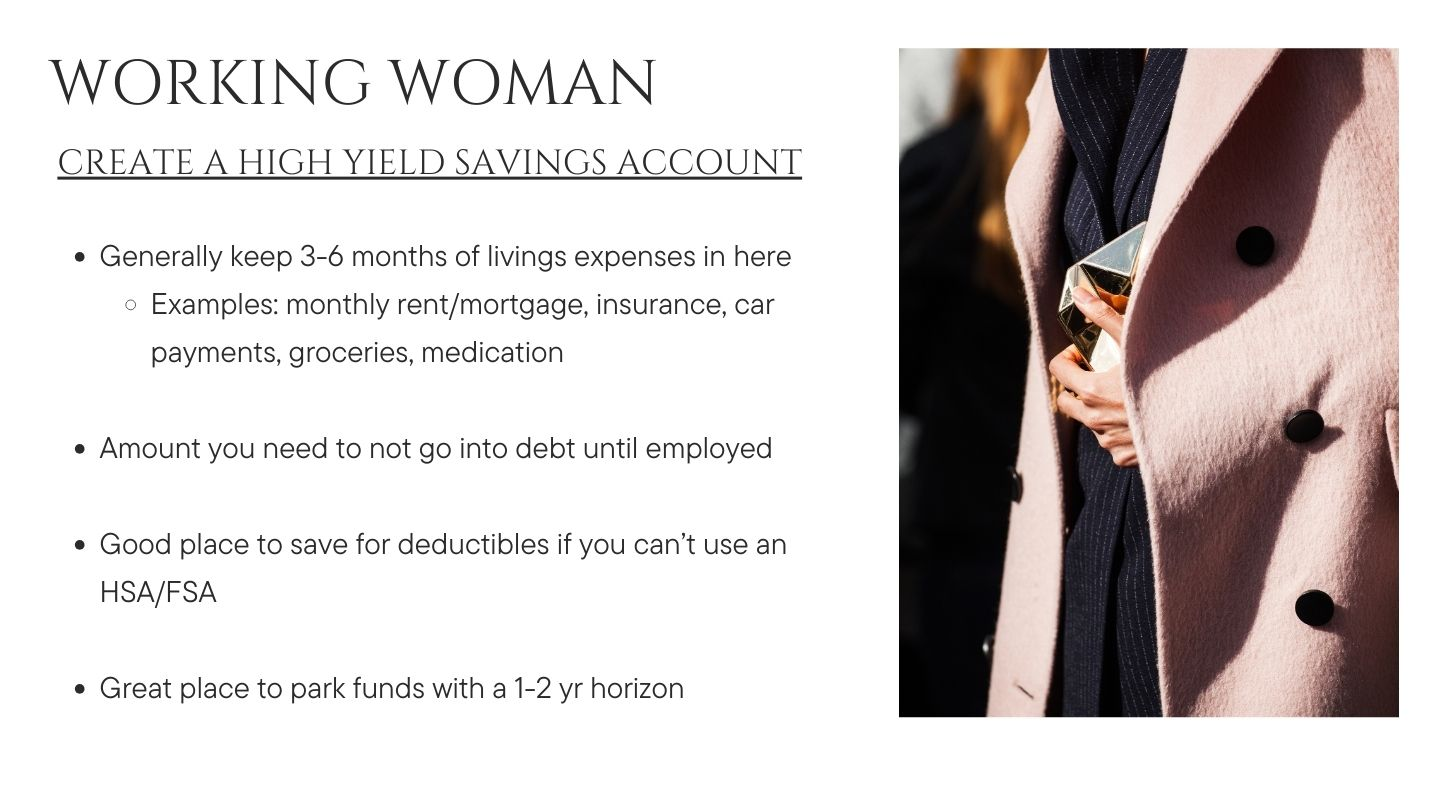 WORKING WOMAN
CREATE A HIGH YIELD SAVINGS ACCOUNT
• Generally keep 3-6 months of livings expenses in here
○ Examples: monthly rent/mortgage, insurance, car
payments, groceries, medication
• Amount you need to not go into debt until employed
• Good place to save for deductibles if you can’t use an
HSA/FSA
• Great place to park funds with a 1-2 yr horizon